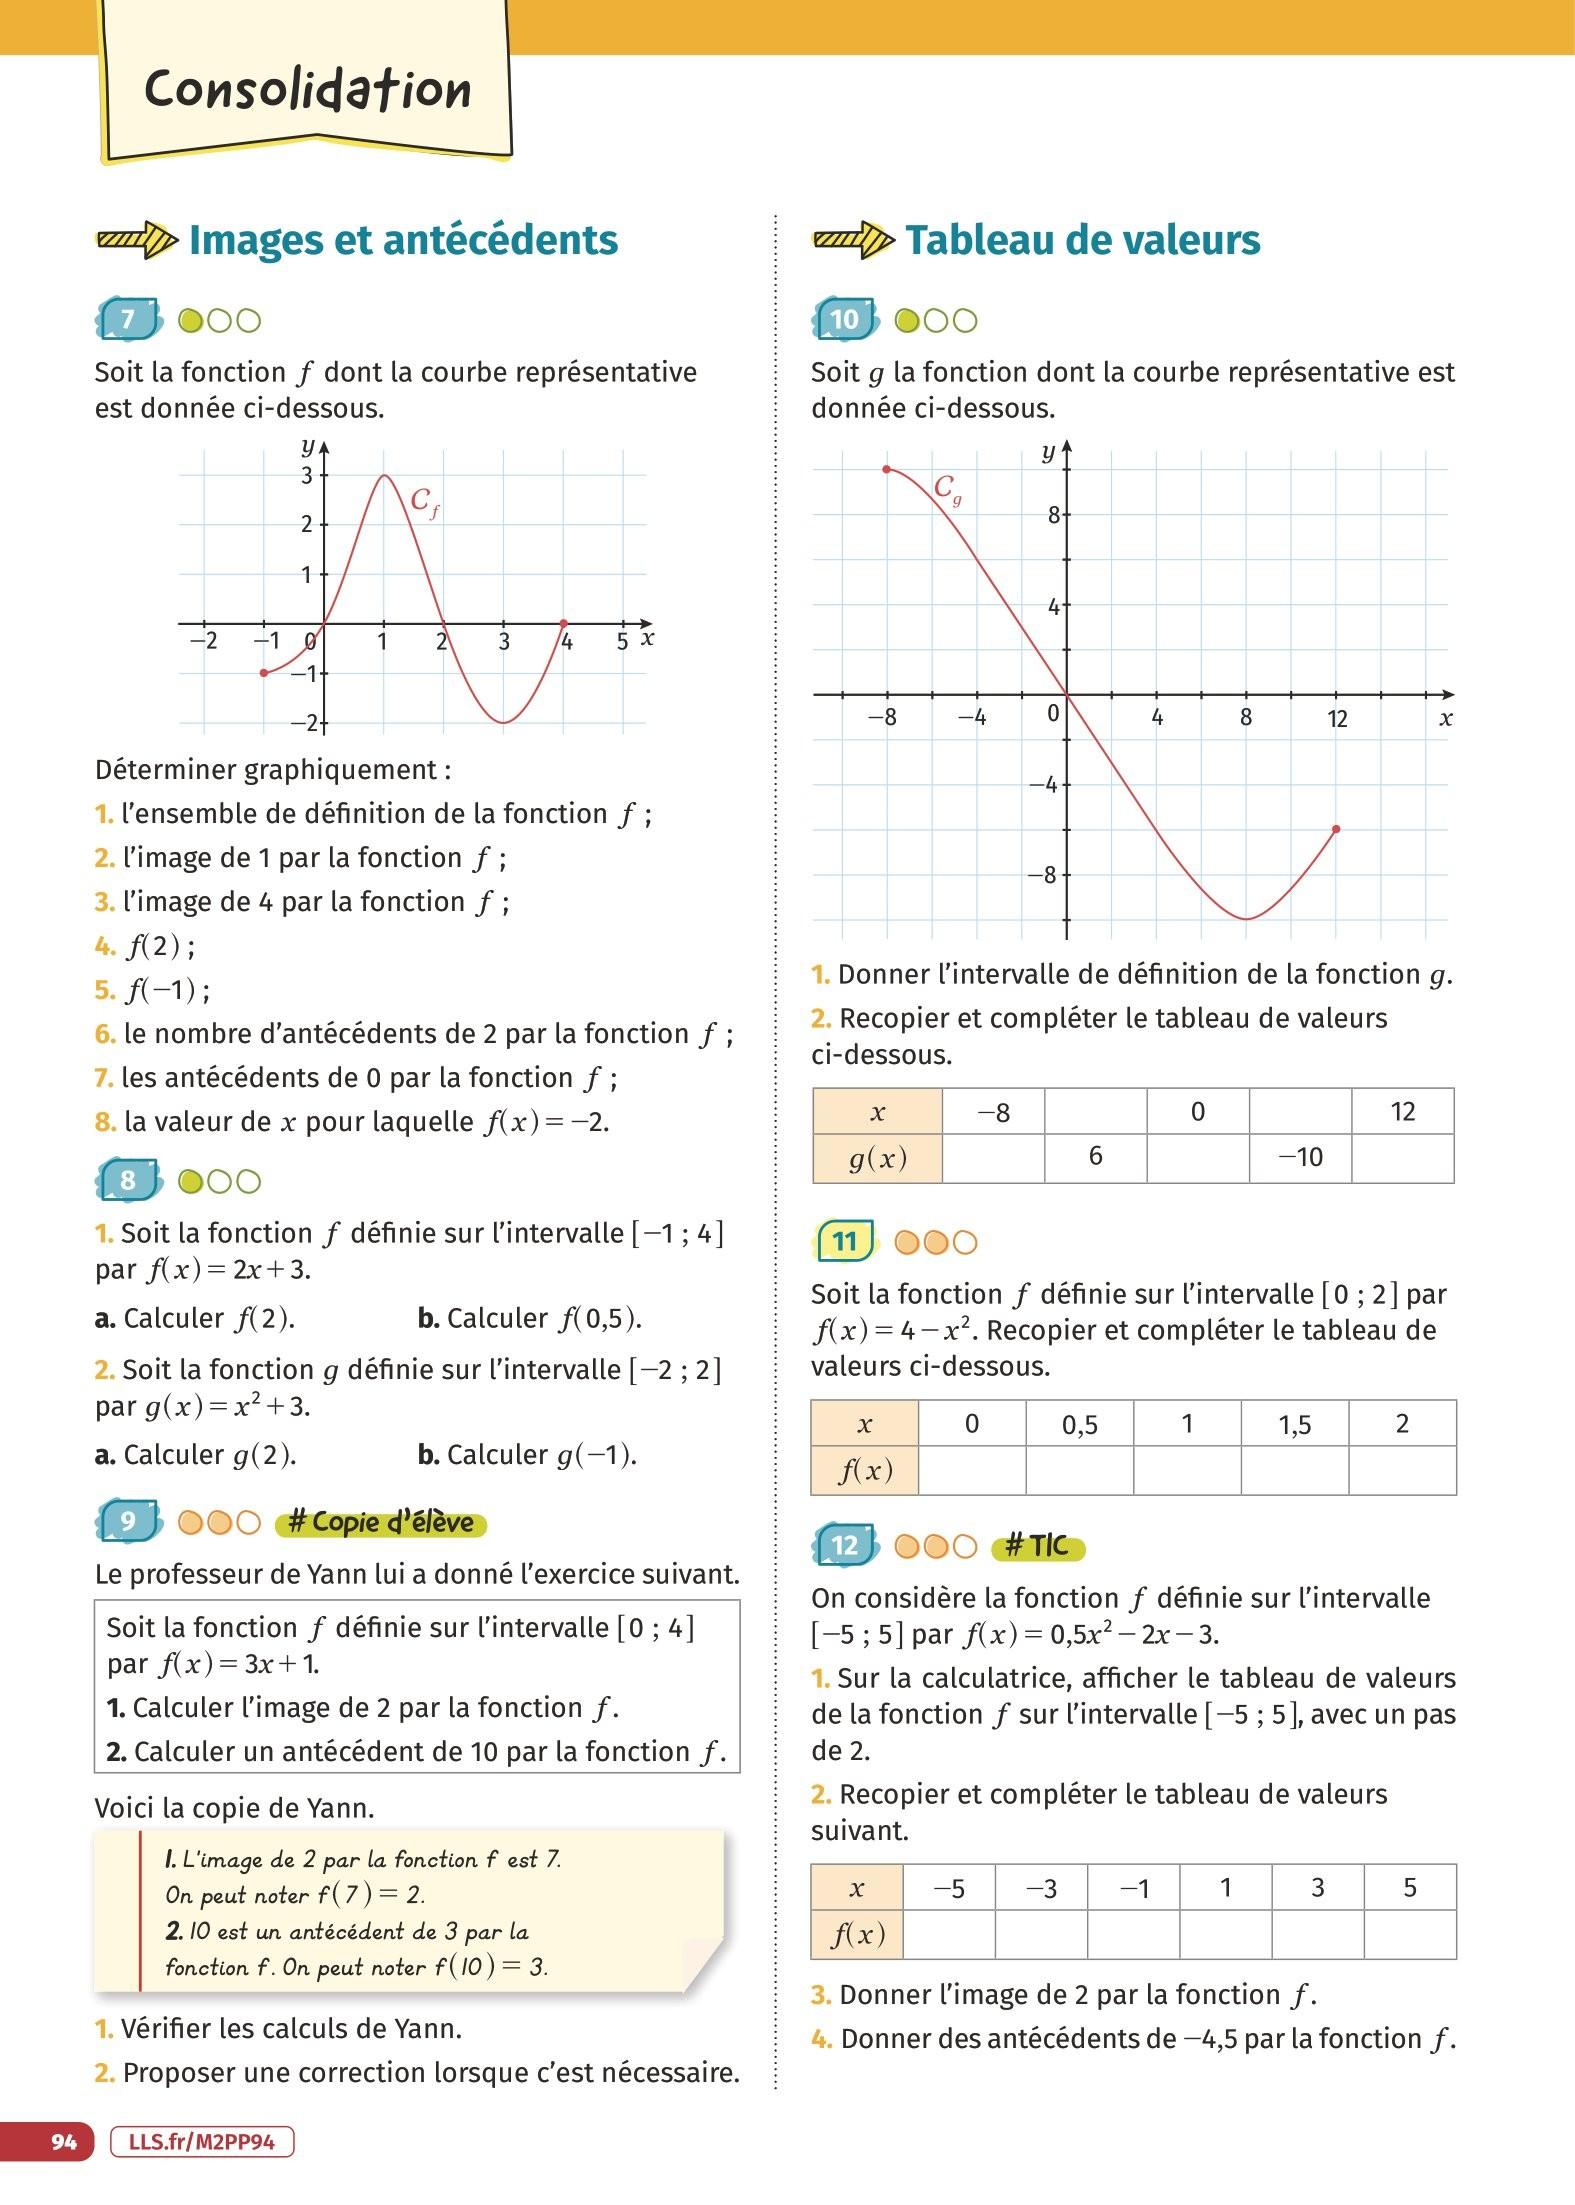 Consolidation
Images et antécédents
7
Soit la fonction f dont la courbe représentative
est donnée ci-dessous.
y
3
2
1
−2 −1 0 1 2 3 4 5 x
−1
−2
C_f
Déterminer graphiquement :
1. l’ensemble de définition de la fonction f ;
2. l’image de 1 par la fonction f ;
3. l’image de 4 par la fonction f ;
4. f(2) ;
5. f(−1) ;
6. le nombre d’antécédents de 2 par la fonction f ;
7. les antécédents de 0 par la fonction f ;
8. la valeur de x pour laquelle f(x) = −2.
8
1. Soit la fonction f définie sur l’intervalle [−1 ; 4]
par f(x) = 2x + 3.
a. Calculer f(2). b. Calculer f(0,5).
2. Soit la fonction g définie sur l’intervalle [−2 ; 2]
par g(x) = x² + 3.
a. Calculer g(2). b. Calculer g(−1).
9 # Copie d’élève
Le professeur de Yann lui a donné l’exercice suivant.
Soit la fonction f définie sur l’intervalle [0 ; 4]
par f(x) = 3x + 1.
1. Calculer l’image de 2 par la fonction f.
2. Calculer un antécédent de 10 par la fonction f.
Voici la copie de Yann.
1. L’image de 2 par la fonction f est 7.
On peut noter f(7) = 2.
2. 10 est un antécédent de 3 par la
fonction f. On peut noter f(10) = 3.
1. Vérifier les calculs de Yann.
2. Proposer une correction lorsque c’est nécessaire.
Tableau de valeurs
10
Soit g la fonction dont la courbe représentative est
donnée ci-dessous.
y
C_g
8
4
−8 −4 0 4 8 12 x
−4
−8
1. Donner l’intervalle de définition de la fonction g.
2. Recopier et compléter le tableau de valeurs
ci-dessous.
x −8 0 12
g(x) 6 −10
11
Soit la fonction f définie sur l’intervalle [0 ; 2] par
f(x) = 4 − x². Recopier et compléter le tableau de
valeurs ci-dessous.
x 0 0,5 1 1,5 2
f(x)
12 # TIC
On considère la fonction f définie sur l’intervalle
[−5 ; 5] par f(x) = 0,5x² − 2x − 3.
1. Sur la calculatrice, afficher le tableau de valeurs
de la fonction f sur l’intervalle [−5 ; 5], avec un pas
de 2.
2. Recopier et compléter le tableau de valeurs
suivant.
x −5 −3 −1 1 3 5
f(x)
3. Donner l’image de 2 par la fonction f.
4. Donner des antécédents de −4,5 par la fonction f.
94 LLS.fr/M2PP94